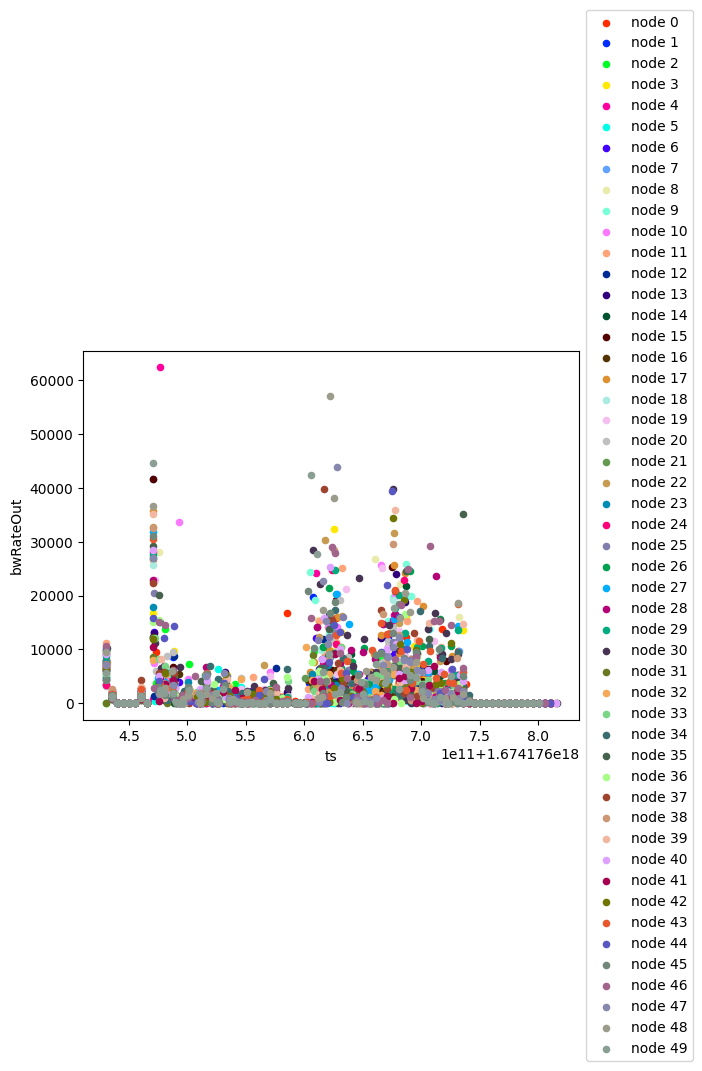 node 0
node 1
node 2
node 3
node 4
node 5
node 6
node 7
node 8
node 9
node 10
node 11
node 12
node 13
node 14
node 15
node 16
node 17
node 18
node 19
node 20
node 21
node 22
node 23
node 24
node 25
node 26
node 27
node 28
node 29
node 30
node 31
node 32
node 33
node 34
node 35
node 36
node 37
node 38
node 39
node 40
node 41
node 42
node 43
node 44
node 45
node 46
node 47
node 48
node 49
60000
50000
40000
30000
20000
10000
0
bwRateOut
4.5 5.0 5.5 6.0 6.5 7.0 7.5 8.0
ts
1e11+1.674176e18